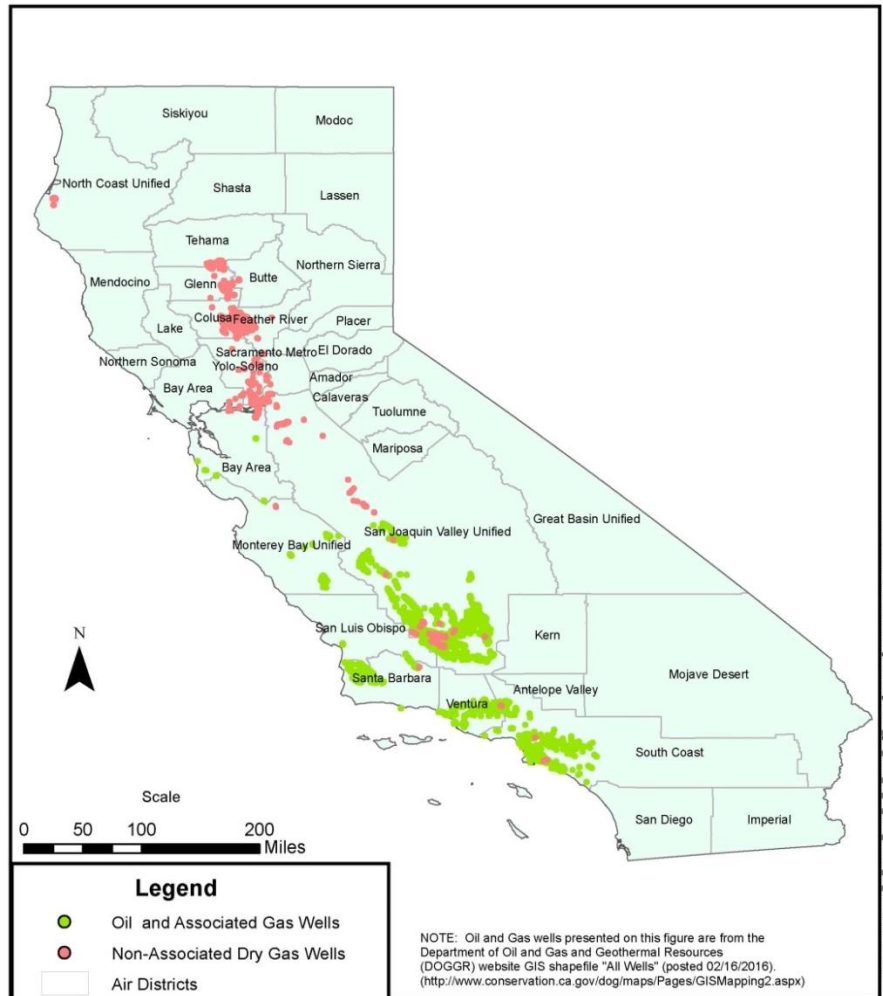 Siskiyou
Modoc
North Coast Unified
Shasta
Lassen
Tehama
Northern Sierra
Mendocino
Glenn
Butte
Colusa
Feather River
Lake
Placer
Sacramento Metro
El Dorado
Northern Sonoma
Yolo-Solano
Amador
Bay Area
Calaveras
Tuolumne
Mariposa
Bay Area
Great Basin Unified
San Joaquin Valley Unified
Monterey Bay Unified
San Luis Obispo
Kern
Mojave Desert
Santa Barbara
Ventura
Antelope Valley
South Coast
San Diego
Imperial
N
Scale
0 50 100 200
Miles
Legend
Oil and Associated Gas Wells
Non-Associated Dry Gas Wells
Air Districts
NOTE: Oil and Gas wells presented on this figure are from the
Department of Oil and Gas and Geothermal Resources
(DOGGR) website GIS shapefile "All Wells" (posted 02/16/2016).
(http://www.conservation.ca.gov/dog/maps/Pages/GISMapping2.aspx)